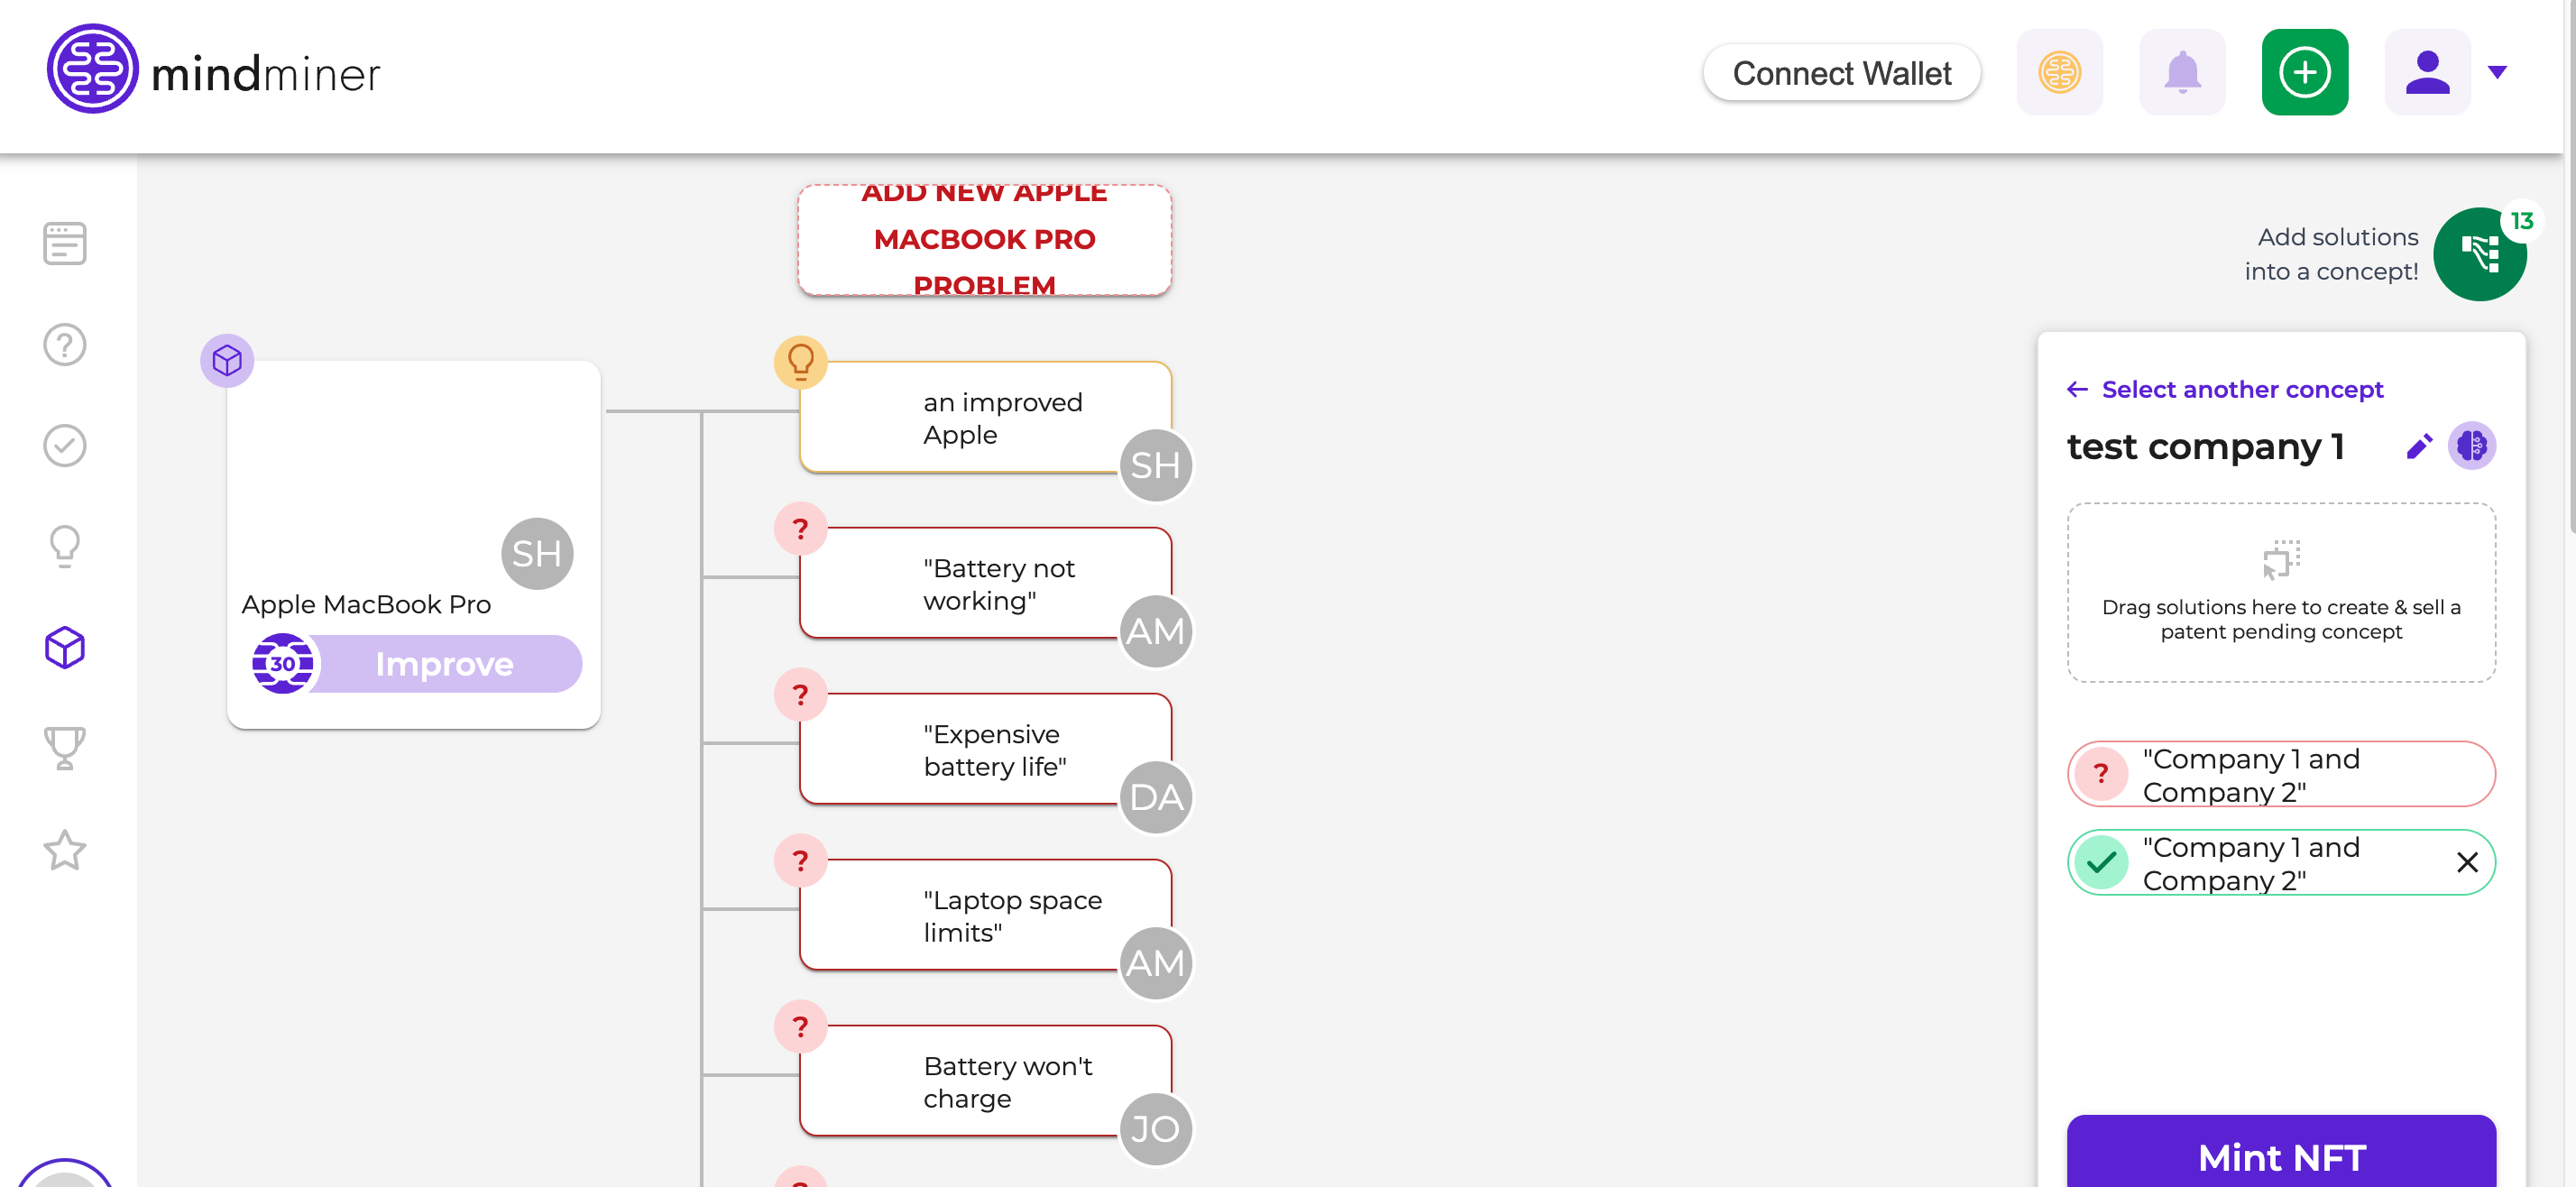 mindminer
Connect Wallet
ADD NEW APPLE
MACBOOK PRO
PROBLEM
Add solutions
into a concept!
13
an improved
Apple
SH
"Battery not
working"
AM
"Expensive
battery life"
DA
"Laptop space
limits"
AM
Battery won't
charge
JO
?
?
?
?
?
SH
Apple MacBook Pro
30
Improve
Select another concept
test company 1
Drag solutions here to create & sell a
patent pending concept
?
"Company 1 and
Company 2"
"Company 1 and
Company 2"
Mint NFT